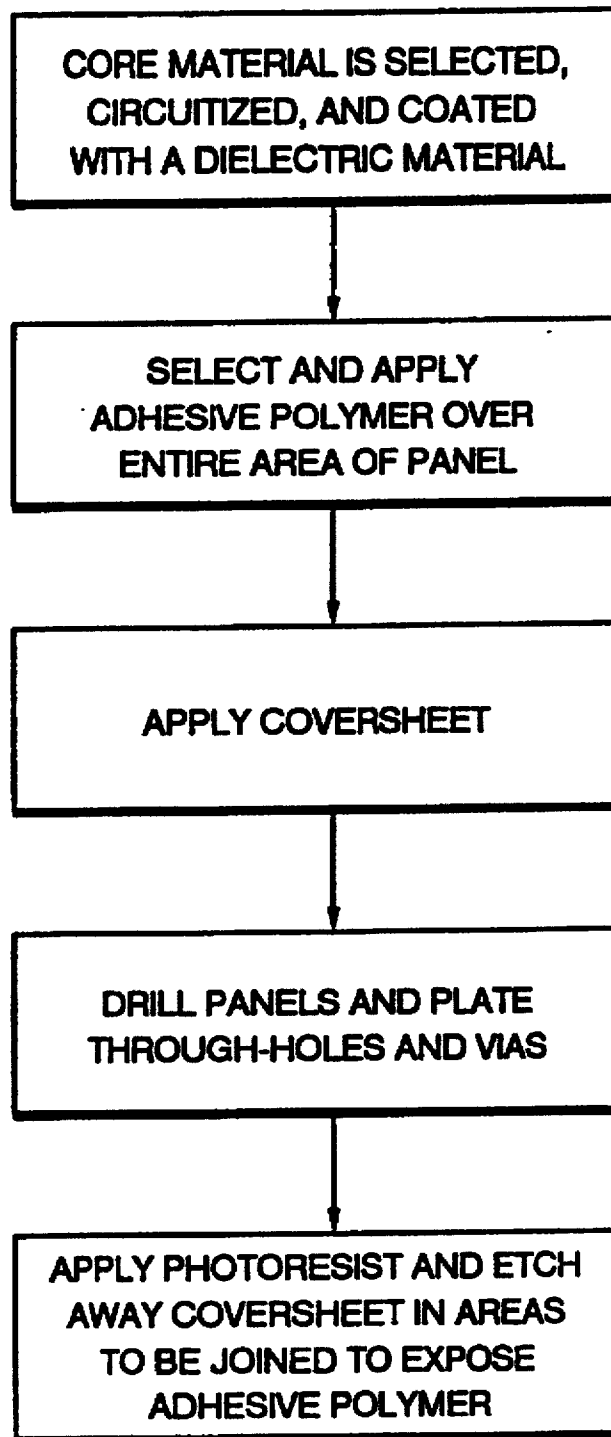 CORE MATERIAL IS SELECTED,
CIRCUITIZED, AND COATED
WITH A DIELECTRIC MATERIAL
SELECT AND APPLY
ADHESIVE POLYMER OVER
ENTIRE AREA OF PANEL
APPLY COVERSHEET
DRILL PANELS AND PLATE
THROUGH-HOLES AND VIAS
APPLY PHOTORESIST AND ETCH
AWAY COVERSHEET IN AREAS
TO BE JOINED TO EXPOSE
ADHESIVE POLYMER